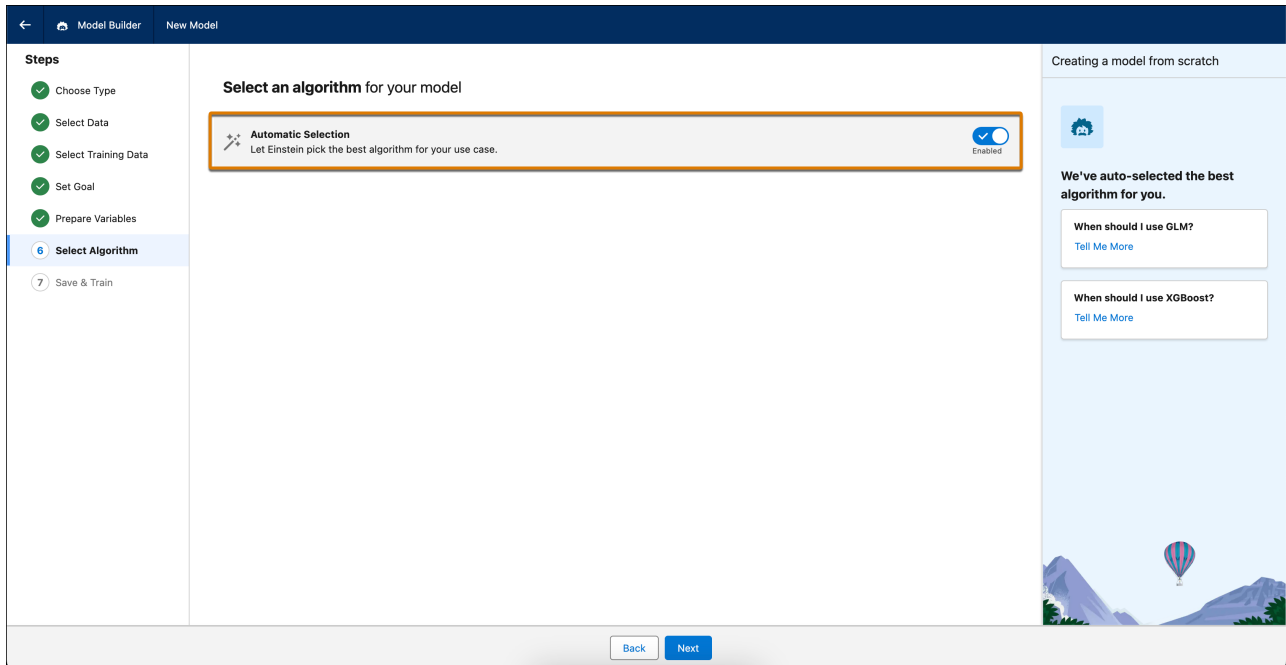 Model Builder
New Model
Steps
Choose Type
Select Data
Select Training Data
Set Goal
Prepare Variables
6 Select Algorithm
7 Save & Train
Select an algorithm for your model
Automatic Selection
Let Einstein pick the best algorithm for your use case.
Enabled
Creating a model from scratch
We've auto-selected the best
algorithm for you.
When should I use GLM?
Tell Me More
When should I use XGBoost?
Tell Me More
Back
Next